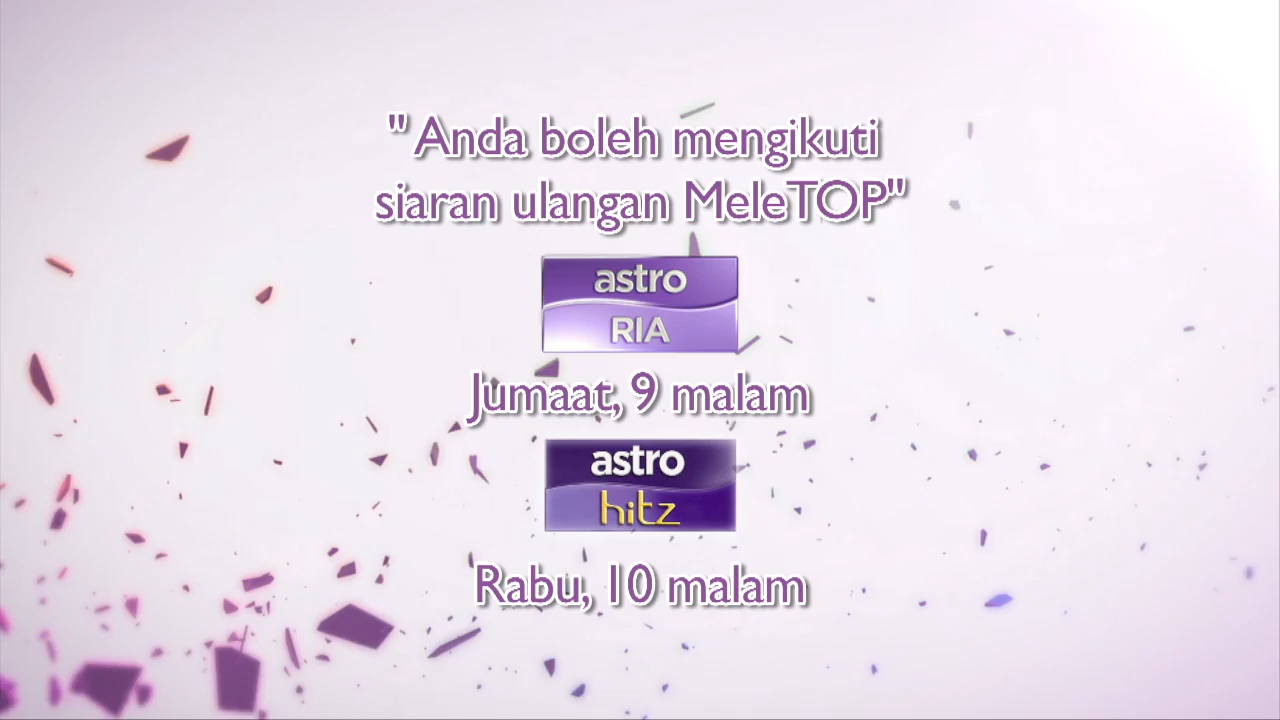 " Anda boleh mengikuti
siaran ulangan MeleTOP"
astro
RIA
Jumaat, 9 malam
astro
hitz
Rabu, 10 malam